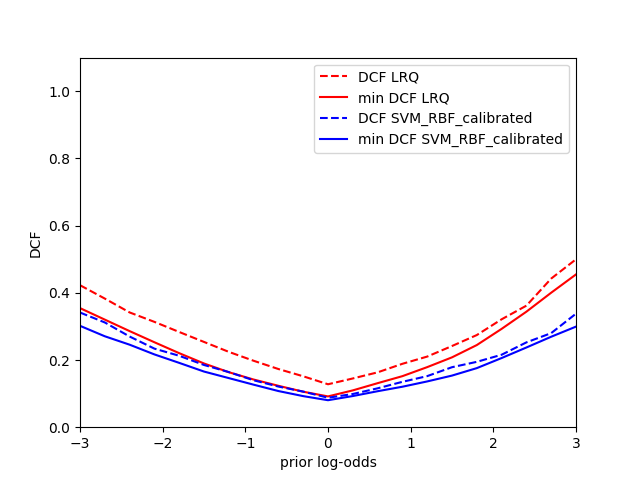 DCF LRQ
min DCF LRQ
DCF SVM_RBF_calibrated
min DCF SVM_RBF_calibrated
1.0
0.8
0.6
0.4
0.2
0.0
DCF
−3 −2 −1 0 1 2 3
prior log-odds